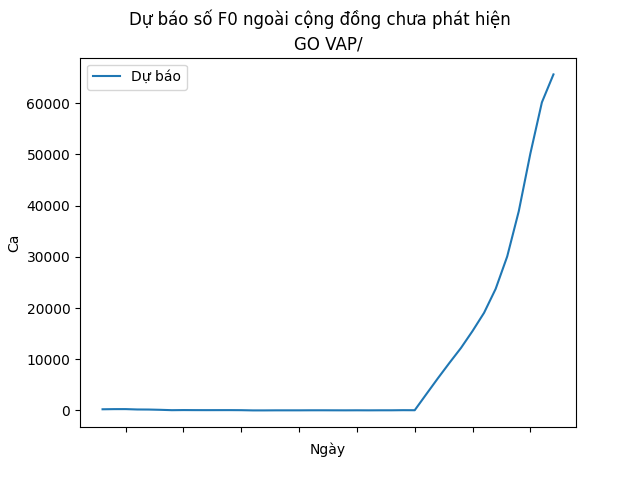 Dự báo số F0 ngoài cộng đồng chưa phát hiện
GO VAP/
Dự báo
60000
50000
40000
30000
20000
10000
0
Ca
Ngày